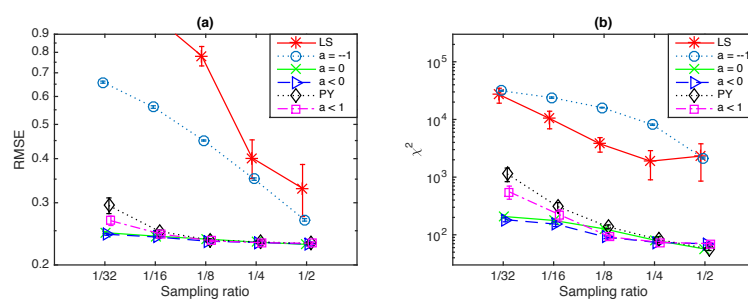 (a)
RMSE
0.9
0.8
0.7
0.6
0.5
0.4
0.3
0.2
1/32
1/16
1/8
1/4
1/2
Sampling ratio
LS
a = --1
a = 0
a < 0
PY
a < 1
(b)
χ2
10^5
10^4
10^3
10^2
1/32
1/16
1/8
1/4
1/2
Sampling ratio
LS
a = --1
a = 0
a < 0
PY
a < 1